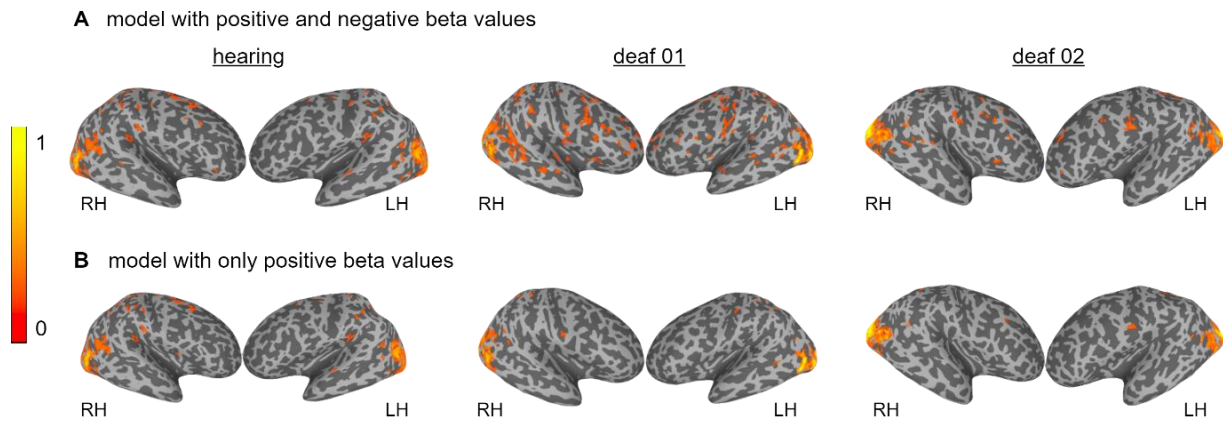 A model with positive and negative beta values
hearing deaf 01 deaf 02
1
RH LH RH LH RH LH
B model with only positive beta values
0
RH LH RH LH RH LH